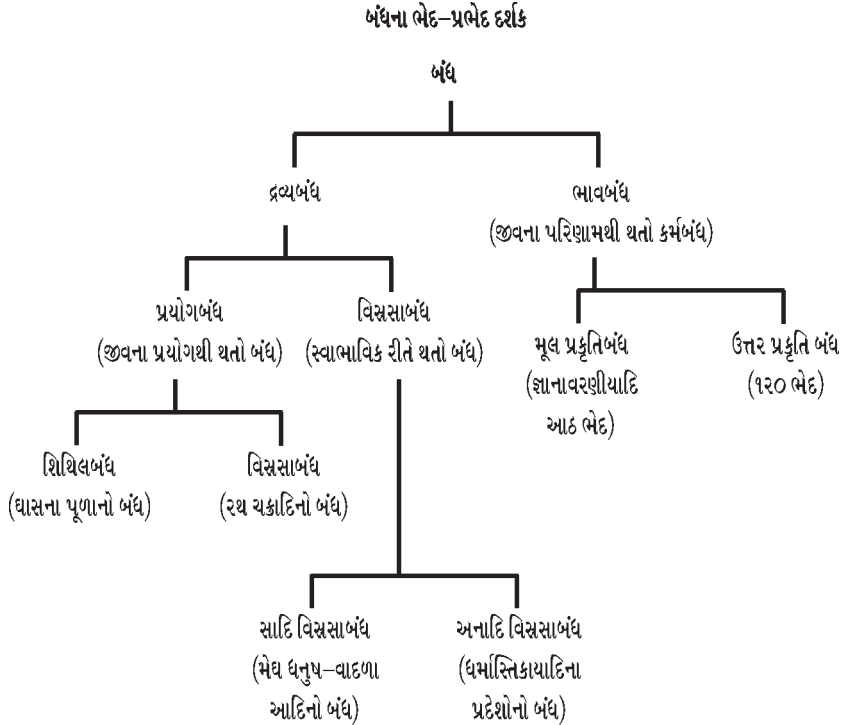 બંધના ભેદ–પ્રભેદ દર્શક
બંધ
દ્રવ્યબંધ
ભાવબંધ
(જીવના પરિણામથી થતો કર્મબંધ)
પ્રયોગબંધ
(જીવના પ્રયોગથી થતો બંધ)
વિસ્રસાબંધ
(સ્વાભાવિક રીતે થતો બંધ)
મૂલ પ્રકૃતિબંધ
(જ્ઞાનાવરણીયાદિ
આઠ ભેદ)
ઉત્તર પ્રકૃતિ બંધ
(૧૨૦ ભેદ)
શિથિલબંધ
(ઘાસના પૂળાનો બંધ)
વિસ્રસાબંધ
(રથ ચક્રાદિનો બંધ)
સાદિ વિસ્રસાબંધ
(મેઘ ધનુષ–વાદળા
આદિનો બંધ)
અનાદિ વિસ્રસાબંધ
(ધર્માસ્તિકાયાદિના
પ્રદેશોનો બંધ)